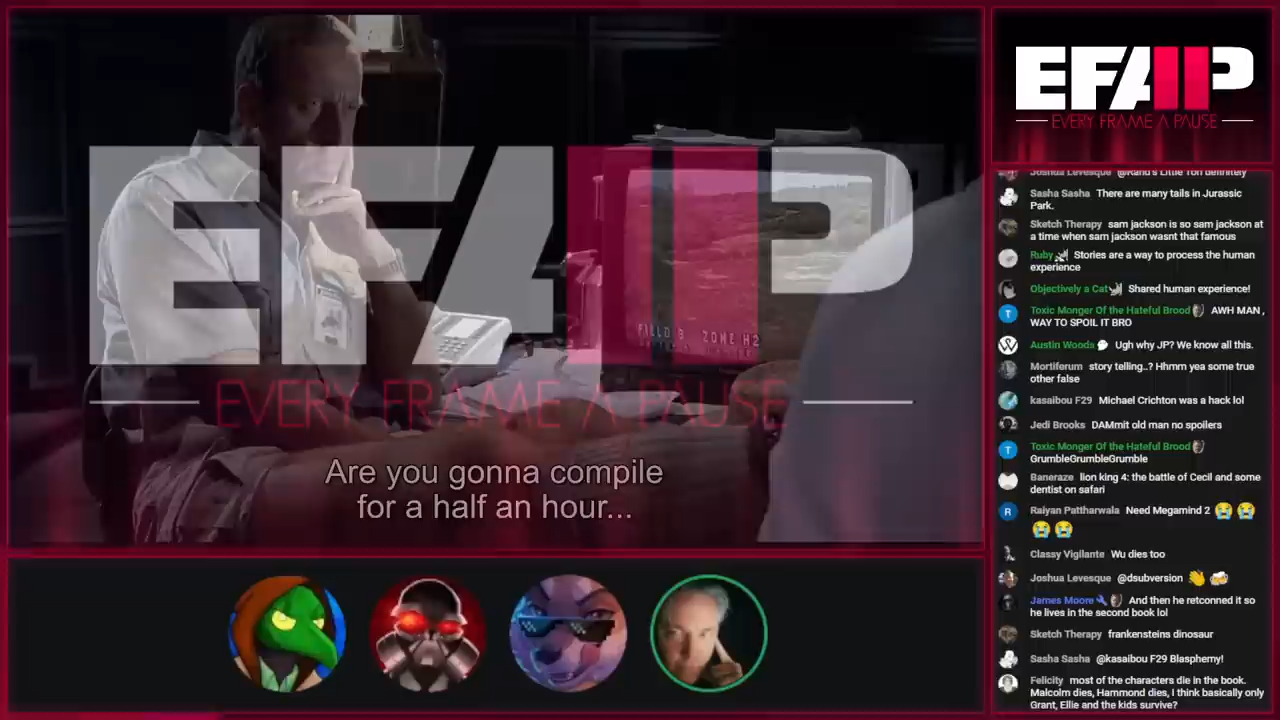 EFAP
EVERY FRAME A PAUSE
FIELD 3 ZONE H2
Are you gonna compile
for a half an hour...
EFAP
EVERY FRAME A PAUSE
Joshua Levesque @Rand's Little Ton definitely
Sasha Sasha There are many tails in Jurassic
Park.
Sketch Therapy sam jackson is so sam jackson at
a time when sam jackson wasnt that famous
Ruby Stories are a way to process the human
experience
Objectively a Cat Shared human experience!
T
Toxic Monger Of the Hateful Brood AWH MAN ,
WAY TO SPOIL IT BRO
Austin Woods Ugh why JP? We know all this.
Mortiferum story telling..? Hhmm yea some true
other false
kasaibou F29 Michael Crichton was a hack lol
Jedi Brooks DAMmit old man no spoilers
T
Toxic Monger Of the Hateful Brood
GrumbleGrumbleGrumble
Baneraze lion king 4: the battle of Cecil and some
dentist on safari
R
Raiyan Pattharwala Need Megamind 2 😭 😭
😭 😭
Classy Vigilante Wu dies too
Joshua Levesque @dsubversion 👋 🍻
James Moore And then he retconned it so
he lives in the second book lol
Sketch Therapy frankensteins dinosaur
Sasha Sasha @kasaibou F29 Blasphemy!
Felicity most of the characters die in the book.
Malcolm dies, Hammond dies, I think basically only
Grant, Ellie and the kids survive?